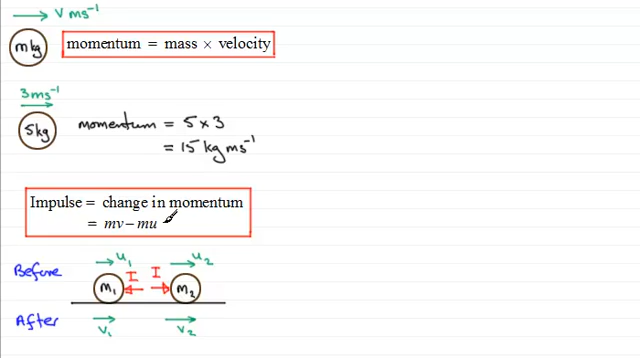 v ms⁻¹
m kg
momentum = mass × velocity
3ms⁻¹
5kg
momentum = 5 × 3
= 15 kg ms⁻¹
Impulse = change in momentum
= mv − mu
Before
u₁ u₂
I I
m₁ m₂
After
v₁ v₂